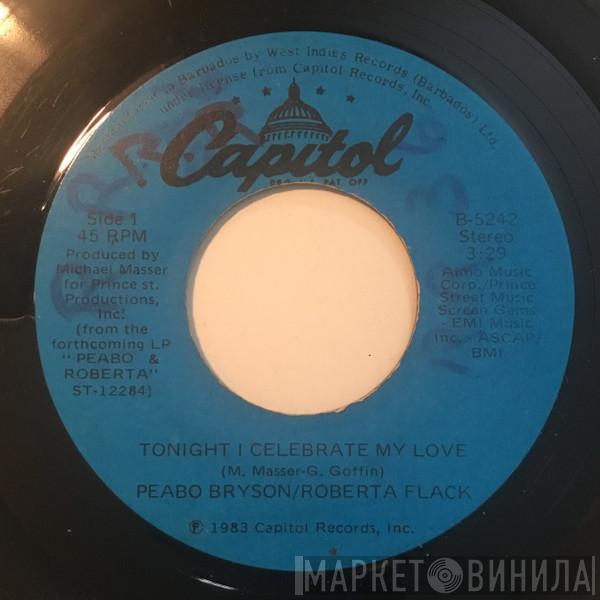 Barbados by West Indies Records (Barbados) Ltd.
under license from Capitol Records, Inc.
Capitol
REG. U.S. PAT. OFF.
Side 1
45 RPM
Produced by
Michael Masser
for Prince st.
Productions,
Inc.
(from the
forthcoming LP
"PEABO &
ROBERTA"
ST-12284)
B-5242
Stereo
3:29
Almo Music
Corp./Prince
Street Music
Screen Gems
- EMI Music
Inc. - ASCAP/
BMI
TONIGHT I CELEBRATE MY LOVE
(M. Masser-G. Goffin)
PEABO BRYSON/ROBERTA FLACK
℗ 1983 Capitol Records, Inc.
МАРКЕТ ВИНИЛА